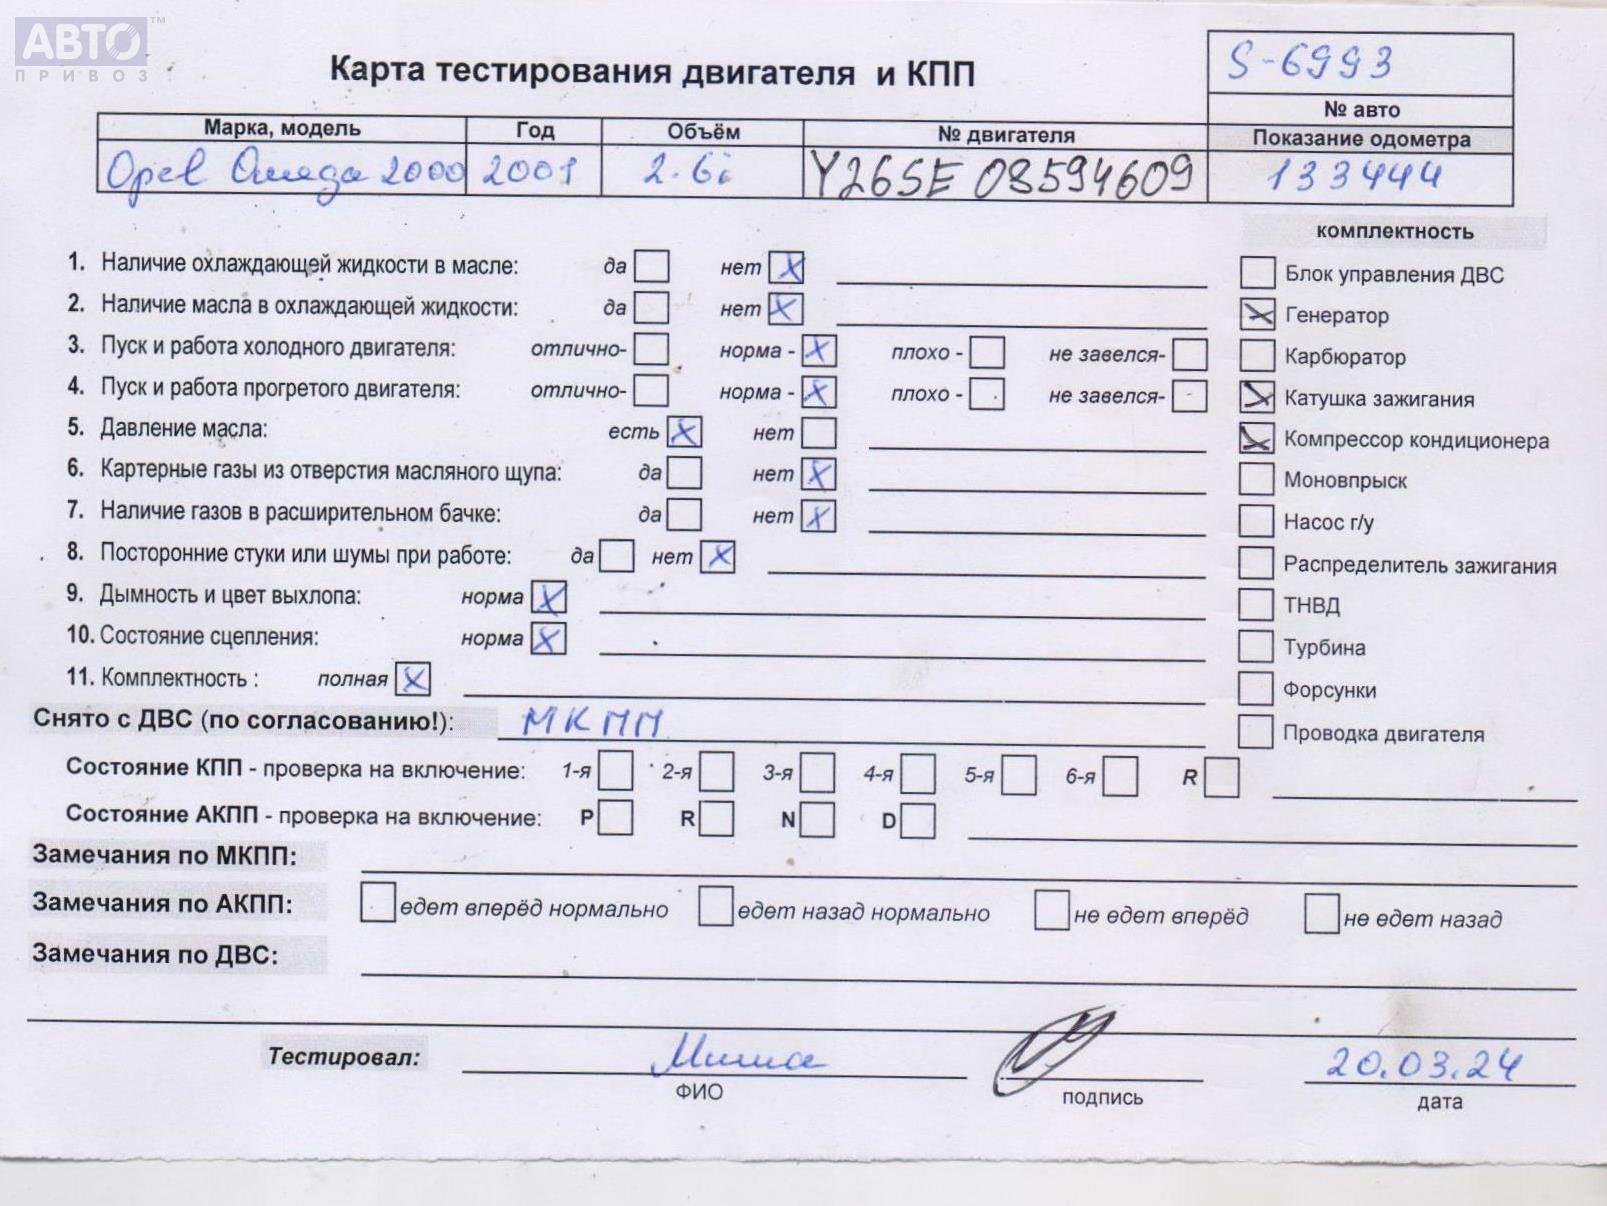 АВТО™
ПРИВОЗ
Карта тестирования двигателя и КПП
S-6993
№ авто
Марка, модель Год Объём № двигателя Показание одометра
Opel Omega 2000 2001 2.6i Y26SE 08594609 133444
комплектность
1. Наличие охлаждающей жидкости в масле: да нет X
Блок управления ДВС
2. Наличие масла в охлаждающей жидкости: да нет X
X Генератор
3. Пуск и работа холодного двигателя: отлично- норма - X плохо - не завелся-
Карбюратор
4. Пуск и работа прогретого двигателя: отлично- норма - X плохо - не завелся-
X Катушка зажигания
5. Давление масла: есть X нет
X Компрессор кондиционера
6. Картерные газы из отверстия масляного щупа: да нет X
Моновпрыск
7. Наличие газов в расширительном бачке: да нет X
Насос г/у
8. Посторонние стуки или шумы при работе: да нет X
Распределитель зажигания
9. Дымность и цвет выхлопа: норма X
ТНВД
10. Состояние сцепления: норма X
Турбина
11. Комплектность : полная X
Форсунки
Снято с ДВС (по согласованию!): МКПП
Проводка двигателя
Состояние КПП - проверка на включение: 1-я 2-я 3-я 4-я 5-я 6-я R
Состояние АКПП - проверка на включение: P R N D
Замечания по МКПП:
Замечания по АКПП: едет вперёд нормально едет назад нормально не едет вперёд не едет назад
Замечания по ДВС:
Тестировал: Миша 20.03.24
ФИО подпись дата